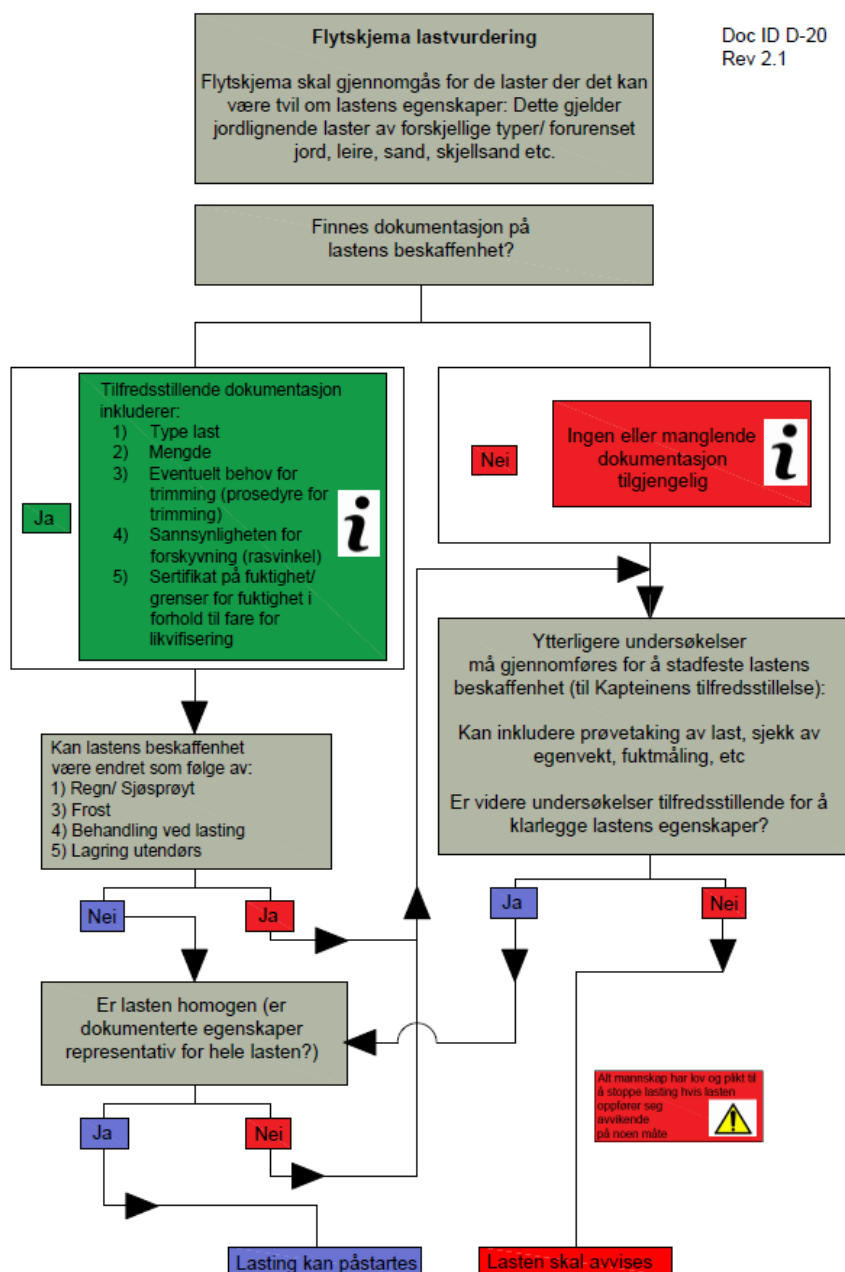 Flytskjema lastvurdering
Doc ID D-20
Rev 2.1
Flytskjema skal gjennomgås for de laster der det kan
være tvil om lastens egenskaper: Dette gjelder
jordlignende laster av forskjellige typer/ forurenset
jord, leire, sand, skjellsand etc.
Finnes dokumentasjon på
lastens beskaffenhet?
Ja
Tilfredsstillende dokumentasjon
inkluderer:
1) Type last
2) Mengde
3) Eventuelt behov for
trimming (prosedyre for
trimming)
4) Sannsynligheten for
forskyvning (rasvinkel)
5) Sertifikat på fuktighet/
grenser for fuktighet i
forhold til fare for
likvifisering
i
Nei
Ingen eller manglende
dokumentasjon
tilgjengelig
i
Ytterligere undersøkelser
må gjennomføres for å stadfeste lastens
beskaffenhet (til Kapteinens tilfredsstillelse):
Kan inkludere prøvetaking av last, sjekk av
egenvekt, fuktmåling, etc
Er videre undersøkelser tilfredsstillende for å
klarlegge lastens egenskaper?
Ja
Nei
Kan lastens beskaffenhet
være endret som følge av:
1) Regn/ Sjøsprøyt
3) Frost
4) Behandling ved lasting
5) Lagring utendørs
Nei
Ja
Er lasten homogen (er
dokumenterte egenskaper
representativ for hele lasten?)
Ja
Nei
Alt mannskap har lov og plikt til
å stoppe lasting hvis lasten
oppfører seg
avvikende
på noen måte
Lasting kan påstartes
Lasten skal avvises